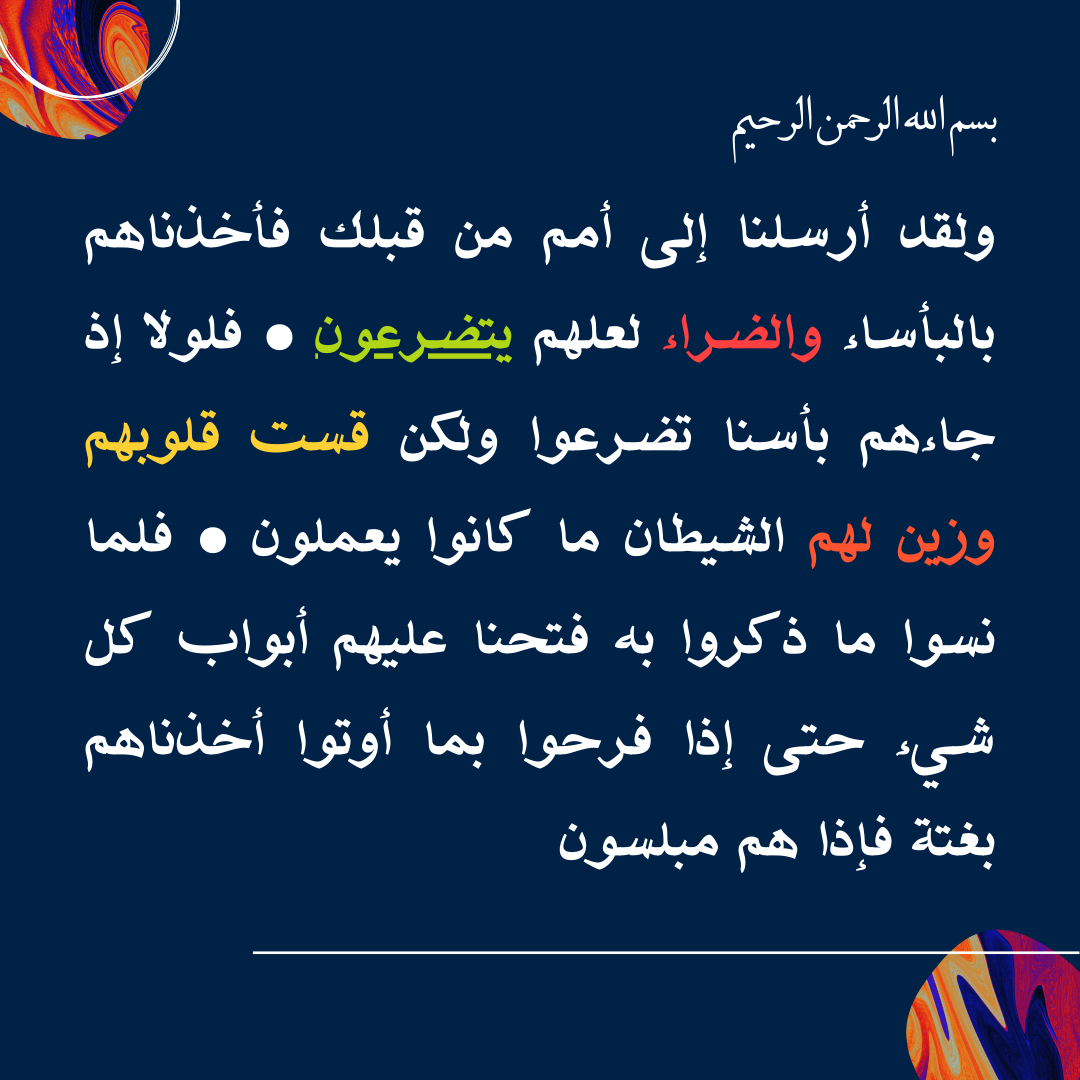 بسم الله الرحمن الرحيم
ولقد أرسلنا إلى أمم من قبلك فأخذناهم
بالبأساء والضراء لعلهم يتضرعون • فلولا إذ
جاءهم بأسنا تضرعوا ولكن قست قلوبهم
وزين لهم الشيطان ما كانوا يعملون • فلما
نسوا ما ذكروا به فتحنا عليهم أبواب كل
شيء حتى إذا فرحوا بما أوتوا أخذناهم
بغتة فإذا هم مبلسون